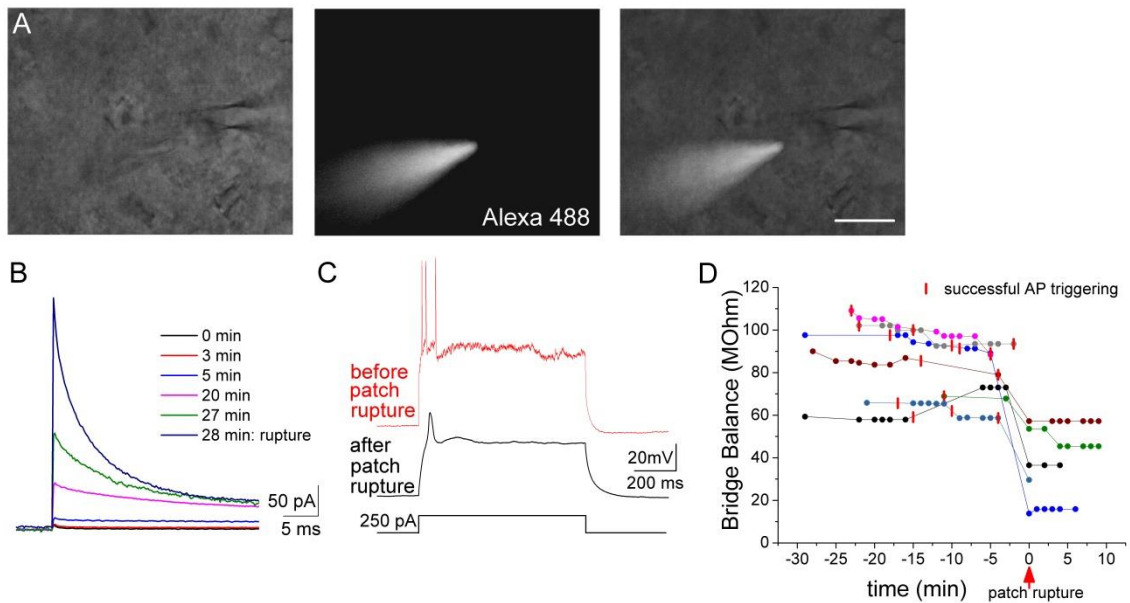 A
Alexa 488
B
0 min
3 min
5 min
20 min
27 min
28 min: rupture
50 pA
5 ms
C
before
patch
rupture
after
patch
rupture
20mV
200 ms
250 pA
D
successful AP triggering
Bridge Balance (MOhm)
120
100
80
60
40
20
0
-30 -25 -20 -15 -10 -5 0 5 10
time (min)
patch rupture